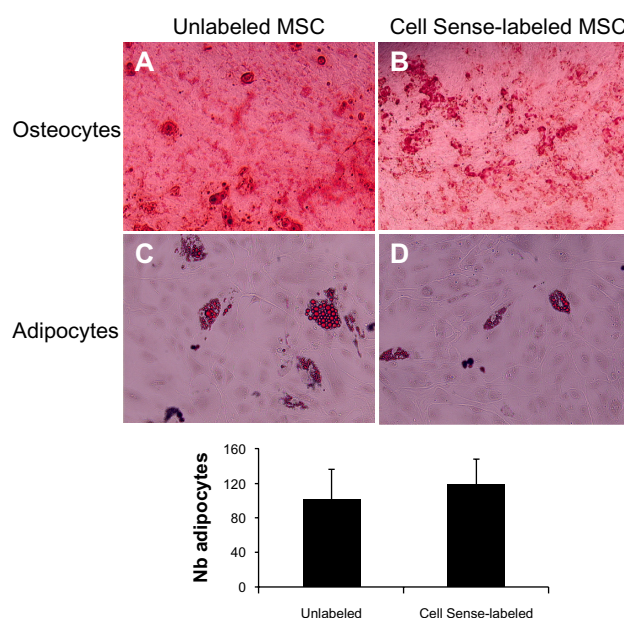 Unlabeled MSC
Cell Sense-labeled MSC
A
B
Osteocytes
C
D
Adipocytes
Nb adipocytes
160
120
80
40
0
Unlabeled
Cell Sense-labeled